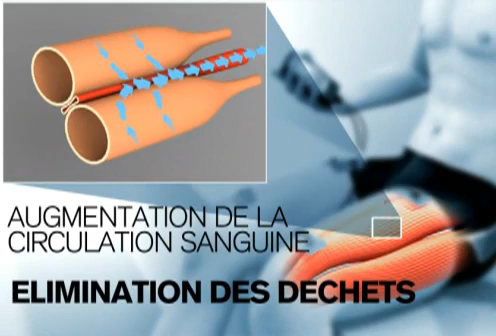 AUGMENTATION DE LA
CIRCULATION SANGUINE
ELIMINATION DES DECHETS